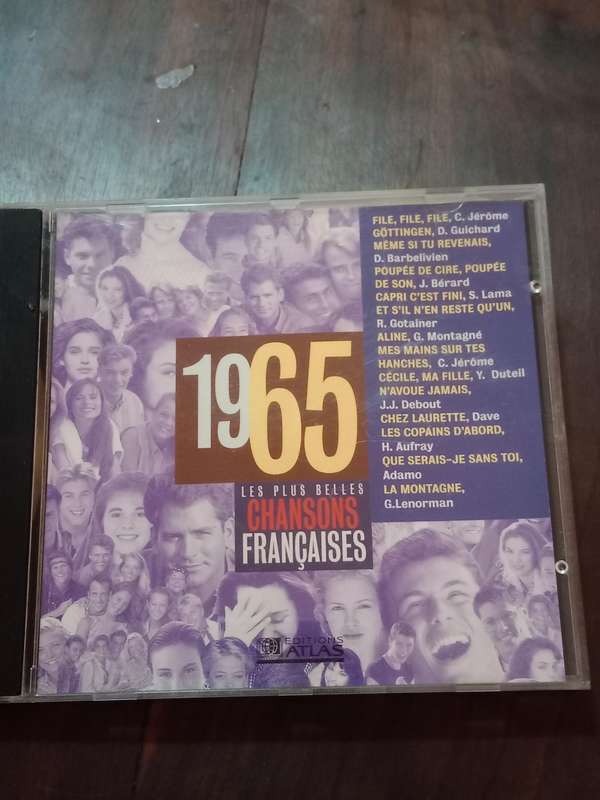 FILE, FILE, FILE, C. Jérôme
GÖTTINGEN, D. Guichard
MÊME SI TU REVENAIS,
D. Barbelivien
POUPÉE DE CIRE, POUPÉE
DE SON, J. Bérard
CAPRI C'EST FINI, S. Lama
ET S'IL N'EN RESTE QU'UN,
R. Gotainer
ALINE, G. Montagné
MES MAINS SUR TES
HANCHES, C. Jérôme
CÉCILE, MA FILLE, Y. Duteil
N'AVOUE JAMAIS,
J.J. Debout
CHEZ LAURETTE, Dave
LES COPAINS D'ABORD,
H. Aufray
QUE SERAIS-JE SANS TOI,
Adamo
LA MONTAGNE,
G.Lenorman
1965
LES PLUS BELLES
CHANSONS
FRANÇAISES
EDITIONS
ATLAS